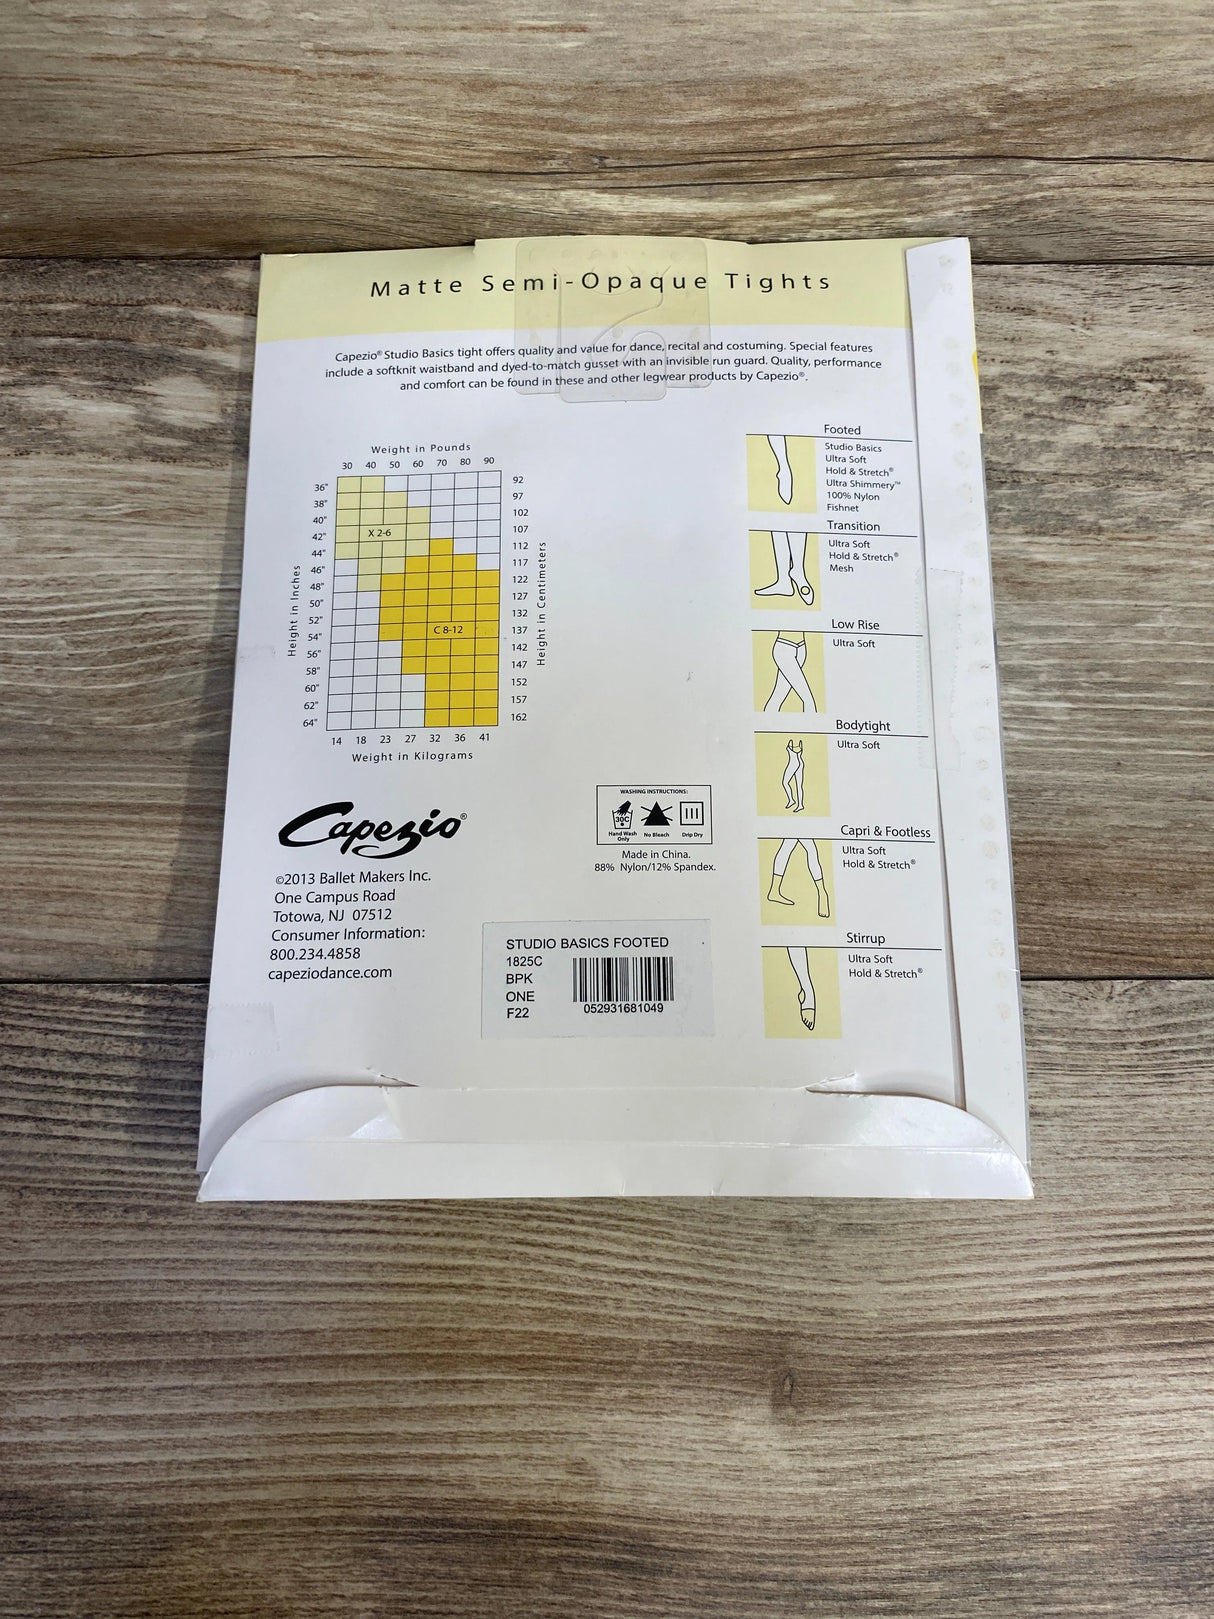 Matte Semi-Opaque Tights
Capezio® Studio Basics tight offers quality and value for dance, recital and costuming. Special features
include a softknit waistband and dyed-to-match gusset with an invisible run guard. Quality, performance
and comfort can be found in these and other legwear products by Capezio®.
Weight in Pounds
30 40 50 60 70 80 90
36" 92
38" 97
40" 102
42" X 2-6 107
44" 112
46" 117
48" 122
50" 127
52" 132
54" C 8-12 137
56" 142
58" 147
60" 152
62" 157
64" 162
Height in Inches
Height in Centimeters
14 18 23 27 32 36 41
Weight in Kilograms
Footed
Studio Basics
Ultra Soft
Hold & Stretch®
Ultra Shimmery™
100% Nylon
Fishnet
Transition
Ultra Soft
Hold & Stretch®
Mesh
Low Rise
Ultra Soft
Bodytight
Ultra Soft
Capri & Footless
Ultra Soft
Hold & Stretch®
Stirrup
Ultra Soft
Hold & Stretch®
Capezio®
©2013 Ballet Makers Inc.
One Campus Road
Totowa, NJ 07512
Consumer Information:
800.234.4858
capeziodance.com
WASHING INSTRUCTIONS:
30C
Hand Wash
Only
No Bleach
Drip Dry
Made in China.
88% Nylon/12% Spandex.
STUDIO BASICS FOOTED
1825C
BPK
ONE
F22
052931681049